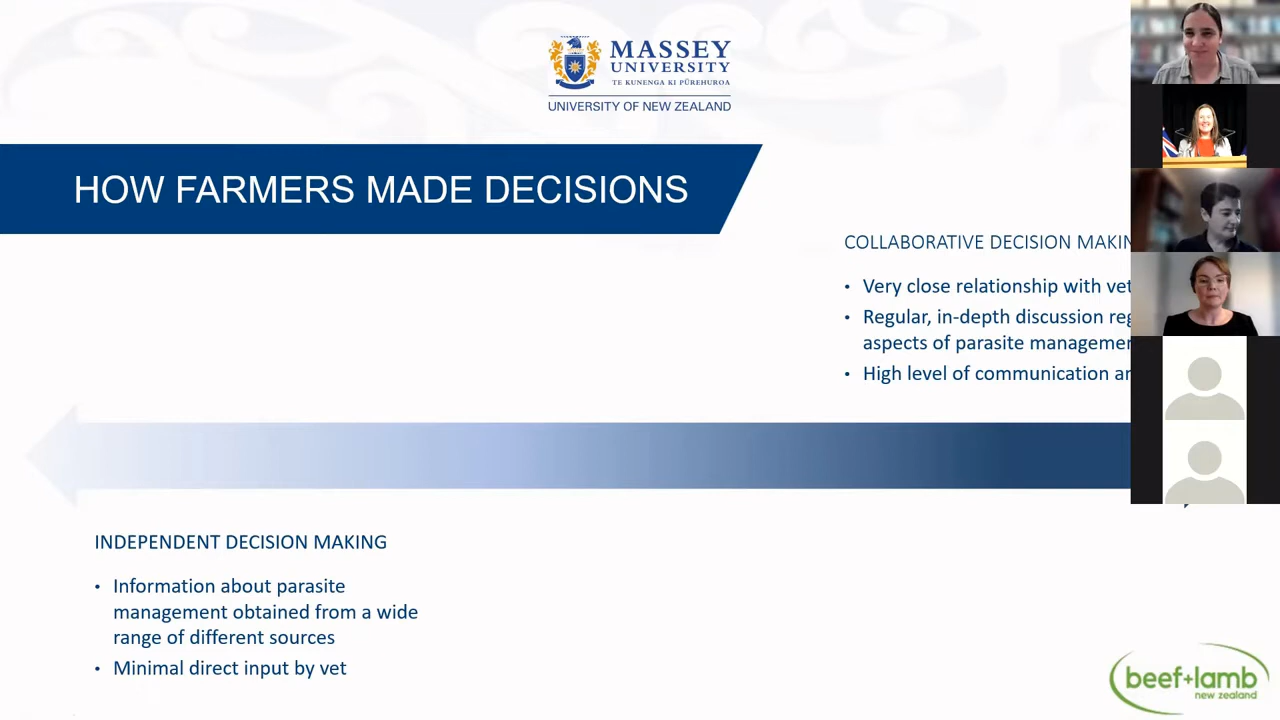 MASSEY
UNIVERSITY
TE KUNENGA KI PŪREHUROA
UNIVERSITY OF NEW ZEALAND
HOW FARMERS MADE DECISIONS
COLLABORATIVE DECISION MAKIN
• Very close relationship with vet
• Regular, in-depth discussion reg
aspects of parasite managemen
• High level of communication an
INDEPENDENT DECISION MAKING
• Information about parasite
management obtained from a wide
range of different sources
• Minimal direct input by vet
beef+lamb
new zealand